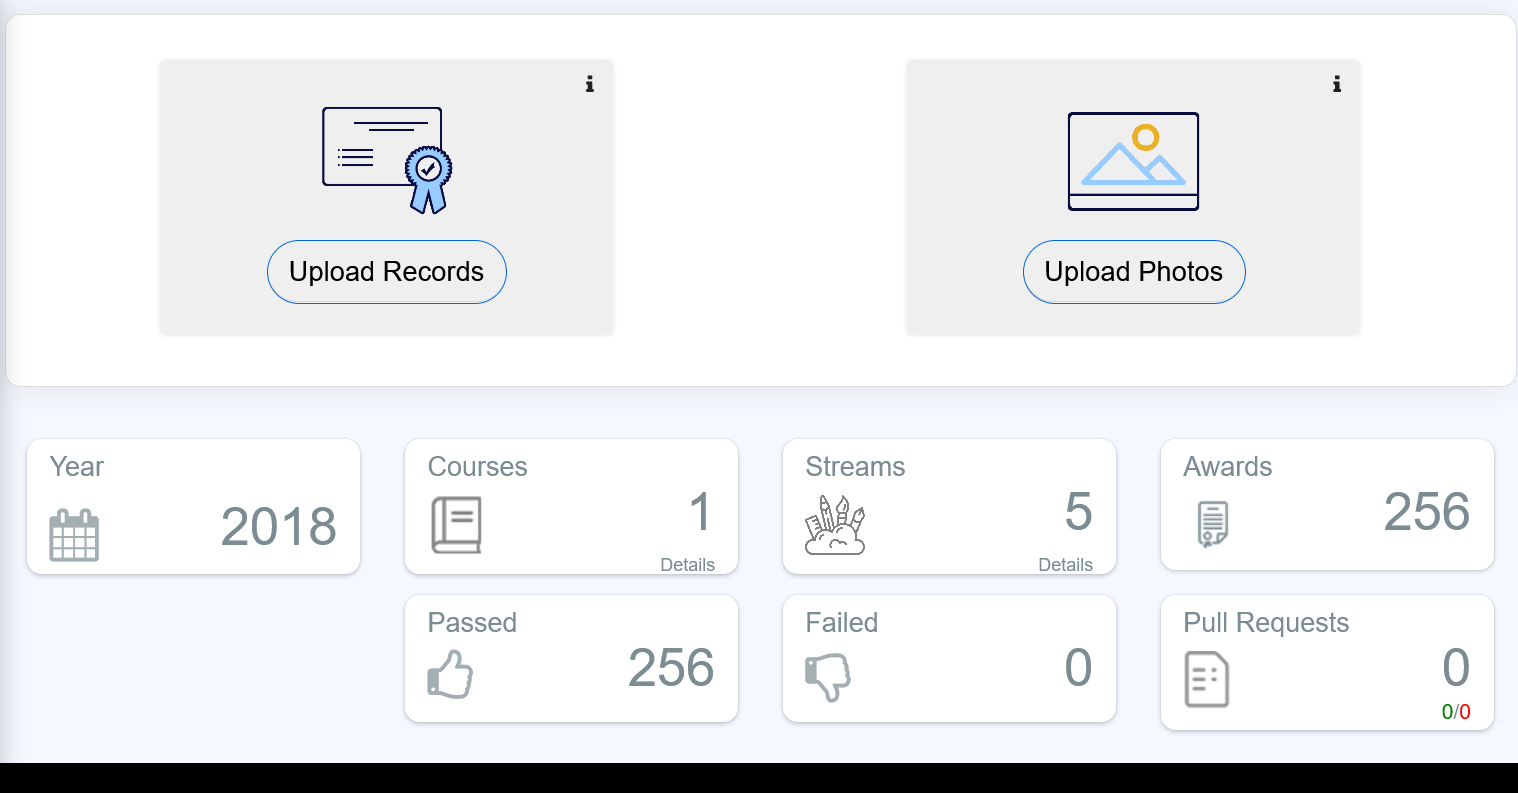 Upload Records
Upload Photos
Year
2018
Courses
1
Details
Streams
5
Details
Awards
256
Passed
256
Failed
0
Pull Requests
0
0/0